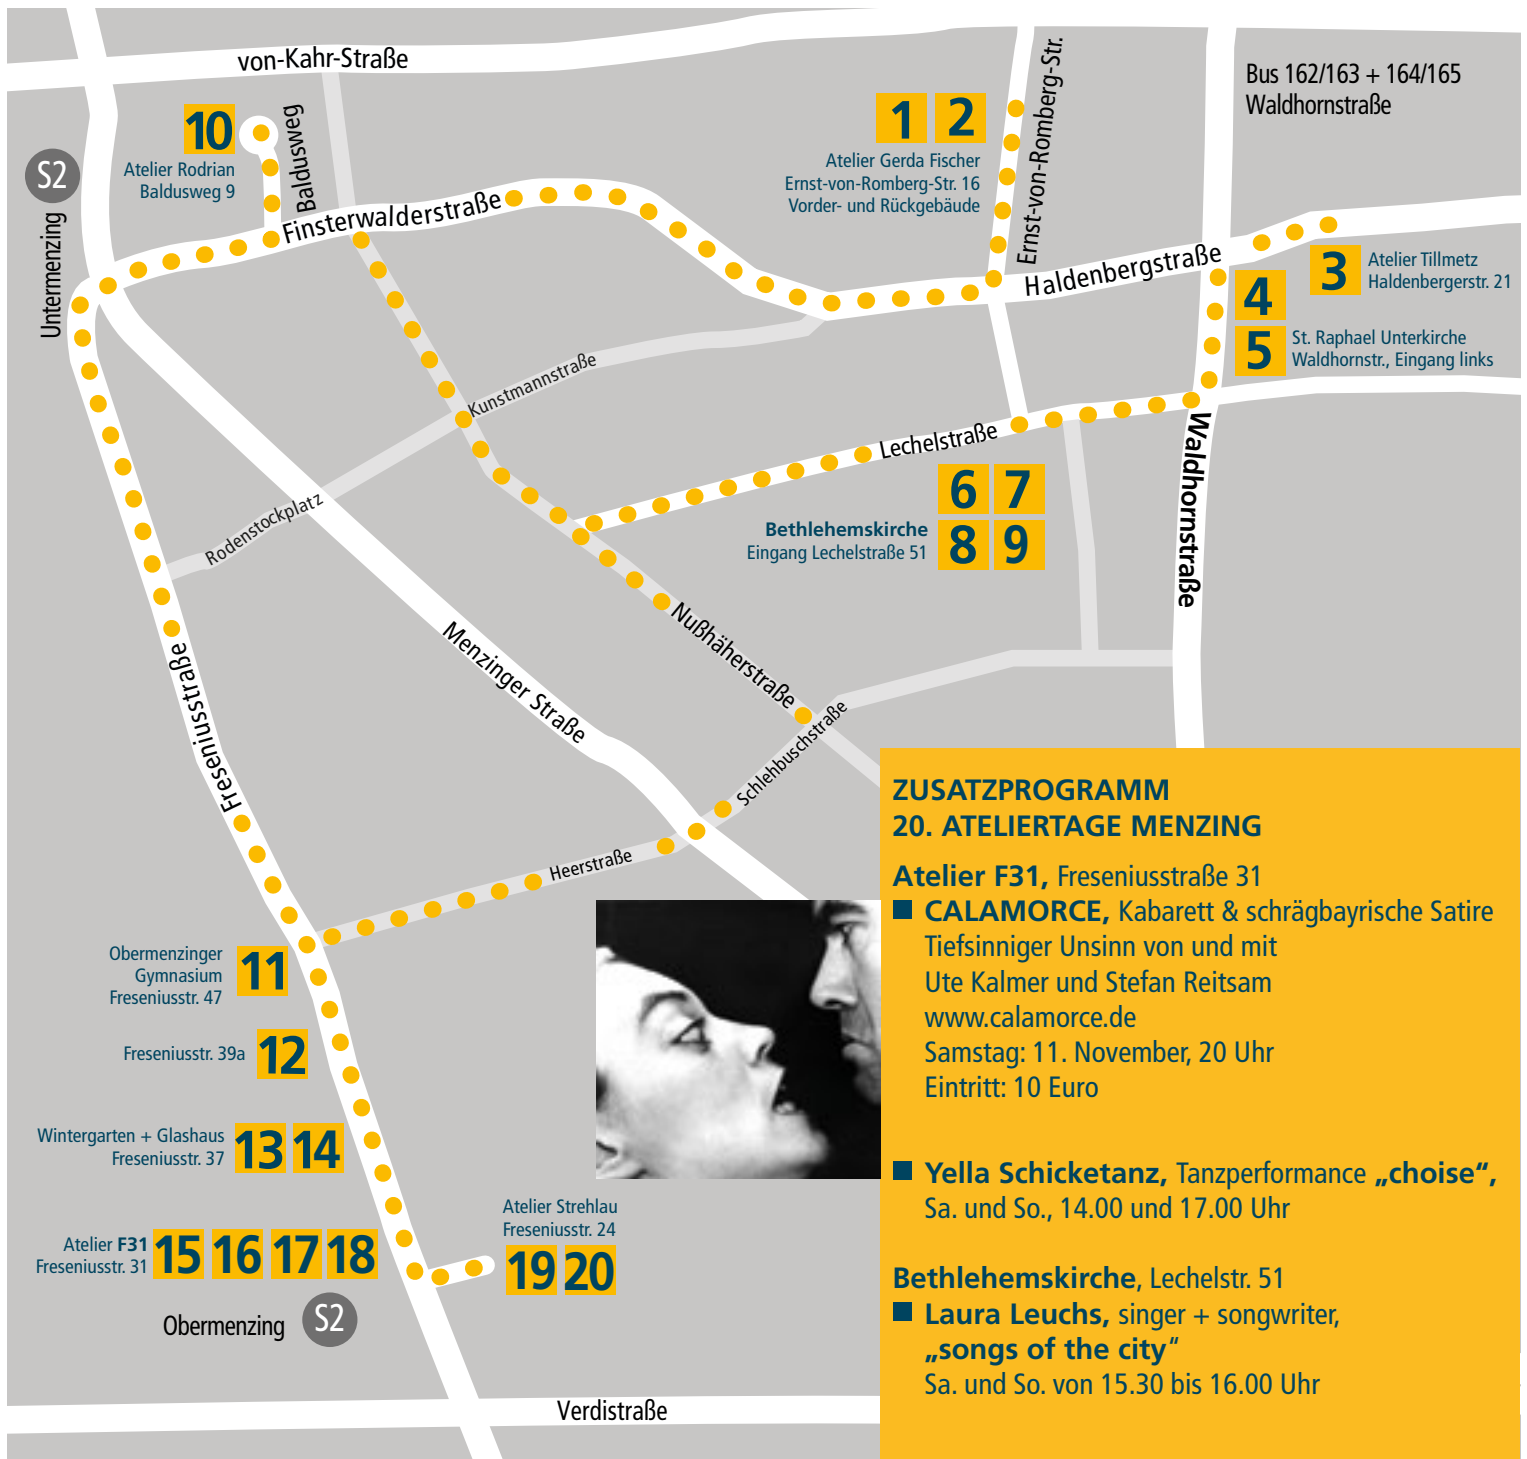 von-Kahr-Straße
Bus 162/163 + 164/165
Waldhornstraße
10
Baldusweg
Atelier Rodrian
Baldusweg 9
S2
Untermenzing
1 2
Atelier Gerda Fischer
Ernst-von-Romberg-Str. 16
Vorder- und Rückgebäude
Ernst-von-Romberg-Str.
Finsterwalderstraße
Haldenbergstraße
3
Atelier Tillmetz
Haldenbergerstr. 21
4
5
St. Raphael Unterkirche
Waldhornstr., Eingang links
Kunstmannstraße
Lechelstraße
Waldhornstraße
Rodenstockplatz
6 7
8 9
Bethlehemskirche
Eingang Lechelstraße 51
Menzinger Straße
Nußhäherstraße
Freseniusstraße
Schlehbuschstraße
Heerstraße
Obermenzinger
Gymnasium
Freseniusstr. 47
11
Freseniusstr. 39a
12
Wintergarten + Glashaus
Freseniusstr. 37
13 14
Atelier F31
Freseniusstr. 31
15 16 17 18
Atelier Strehlau
Freseniusstr. 24
19 20
Obermenzing
S2
Verdistraße
ZUSATZPROGRAMM
20. ATELIERTAGE MENZING
Atelier F31, Freseniusstraße 31
CALAMORCE, Kabarett & schrägbayrische Satire
Tiefsinniger Unsinn von und mit
Ute Kalmer und Stefan Reitsam
www.calamorce.de
Samstag: 11. November, 20 Uhr
Eintritt: 10 Euro
Yella Schicketanz, Tanzperformance „choise“,
Sa. und So., 14.00 und 17.00 Uhr
Bethlehemskirche, Lechelstr. 51
Laura Leuchs, singer + songwriter,
„songs of the city“
Sa. und So. von 15.30 bis 16.00 Uhr